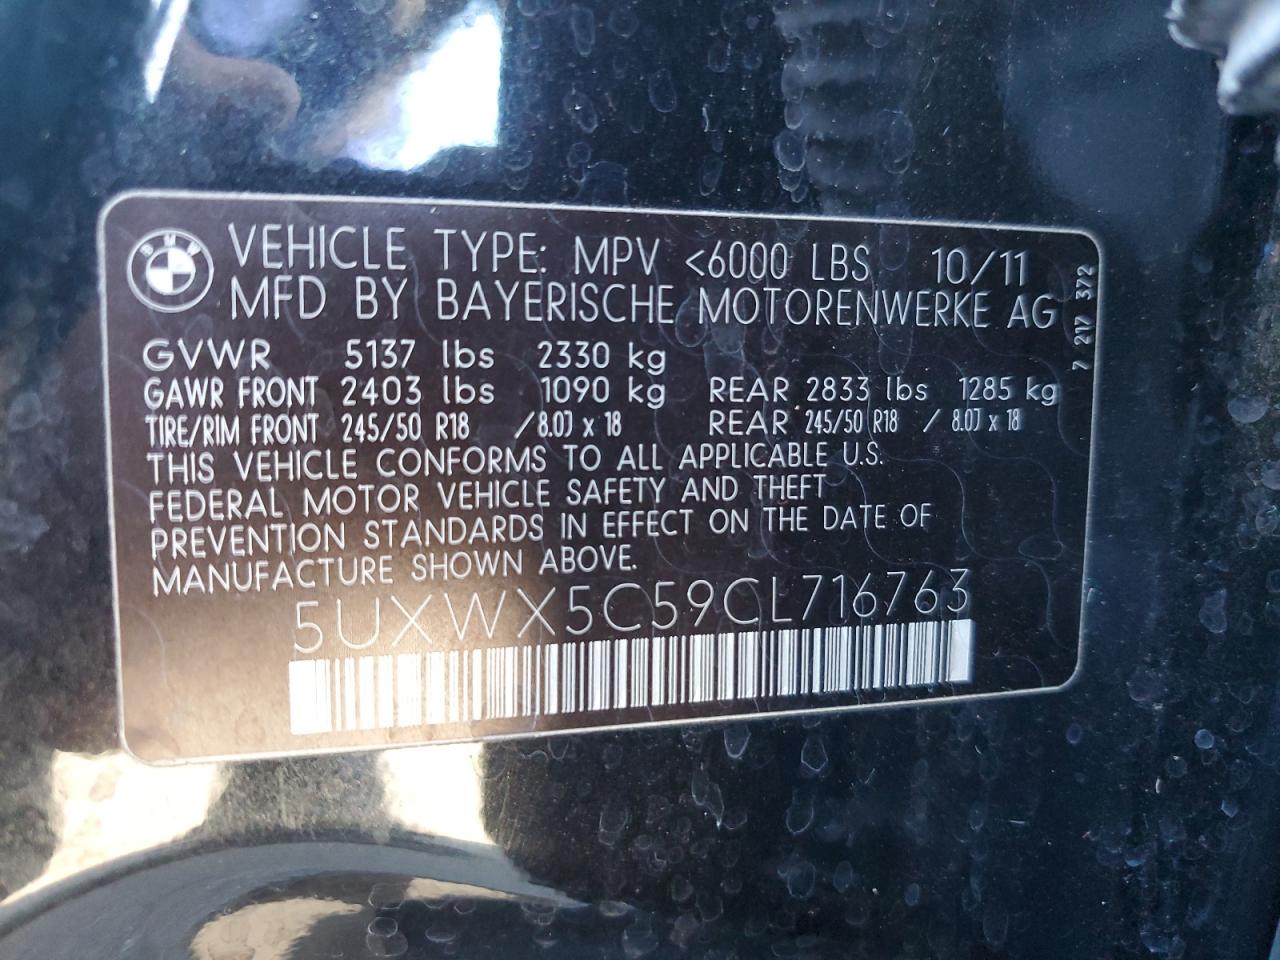 BMW
VEHICLE TYPE: MPV <6000 LBS 10/11
MFD BY BAYERISCHE MOTORENWERKE AG
7 217 372
GVWR 5137 lbs 2330 kg
GAWR FRONT 2403 lbs 1090 kg REAR 2833 lbs 1285 kg
TIRE/RIM FRONT 245/50 R18 /8.0J x 18 REAR 245/50 R18 / 8.0J x 18
THIS VEHICLE CONFORMS TO ALL APPLICABLE U.S.
FEDERAL MOTOR VEHICLE SAFETY AND THEFT
PREVENTION STANDARDS IN EFFECT ON THE DATE OF
MANUFACTURE SHOWN ABOVE.
5UXWX5C59CL716763